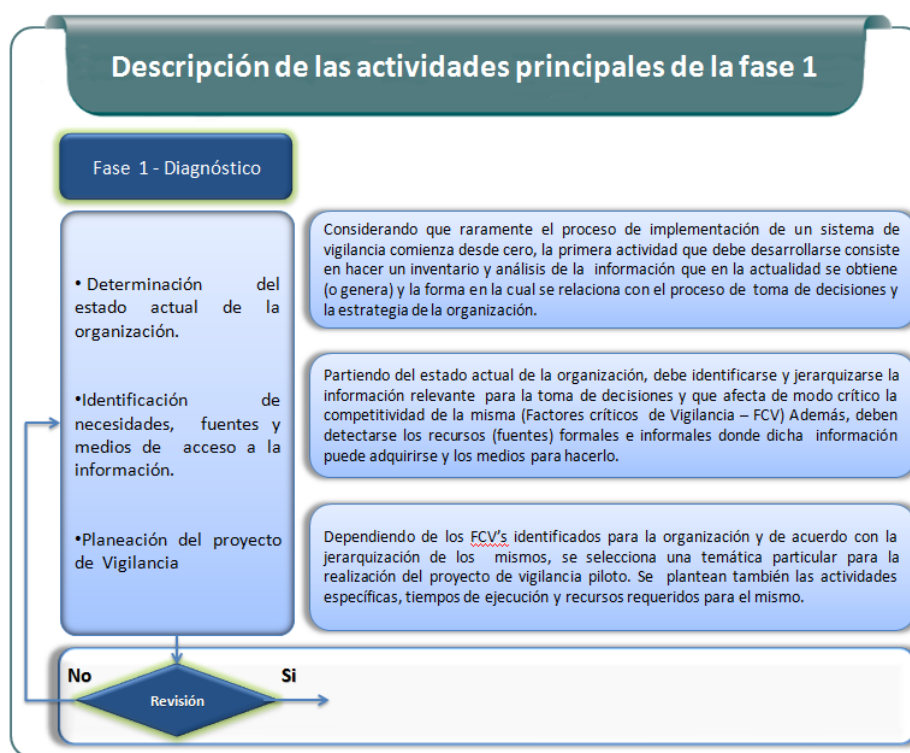 Descripción de las actividades principales de la fase 1
Fase 1 - Diagnóstico
• Determinación del
estado actual de la
organización.
•Identificación de
necesidades, fuentes y
medios de acceso a la
información.
•Planeación del proyecto
de Vigilancia
Considerando que raramente el proceso de implementación de un sistema de
vigilancia comienza desde cero, la primera actividad que debe desarrollarse consiste
en hacer un inventario y análisis de la información que en la actualidad se obtiene
(o genera) y la forma en la cual se relaciona con el proceso de toma de decisiones y
la estrategia de la organización.
Partiendo del estado actual de la organización, debe identificarse y jerarquizarse la
información relevante para la toma de decisiones y que afecta de modo crítico la
competitividad de la misma (Factores críticos de Vigilancia – FCV) Además, deben
detectarse los recursos (fuentes) formales e informales donde dicha información
puede adquirirse y los medios para hacerlo.
Dependiendo de los FCV's identificados para la organización y de acuerdo con la
jerarquización de los mismos, se selecciona una temática particular para la
realización del proyecto de vigilancia piloto. Se plantean también las actividades
específicas, tiempos de ejecución y recursos requeridos para el mismo.
No
Si
Revisión